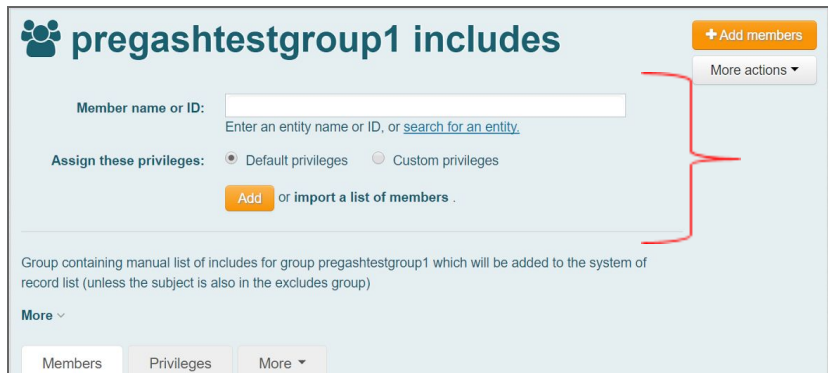 pregashtestgroup1 includes
+ Add members
More actions
Member name or ID:
Enter an entity name or ID, or search for an entity.
Assign these privileges: Default privileges Custom privileges
Add or import a list of members .
Group containing manual list of includes for group pregashtestgroup1 which will be added to the system of
record list (unless the subject is also in the excludes group)
More
Members Privileges More